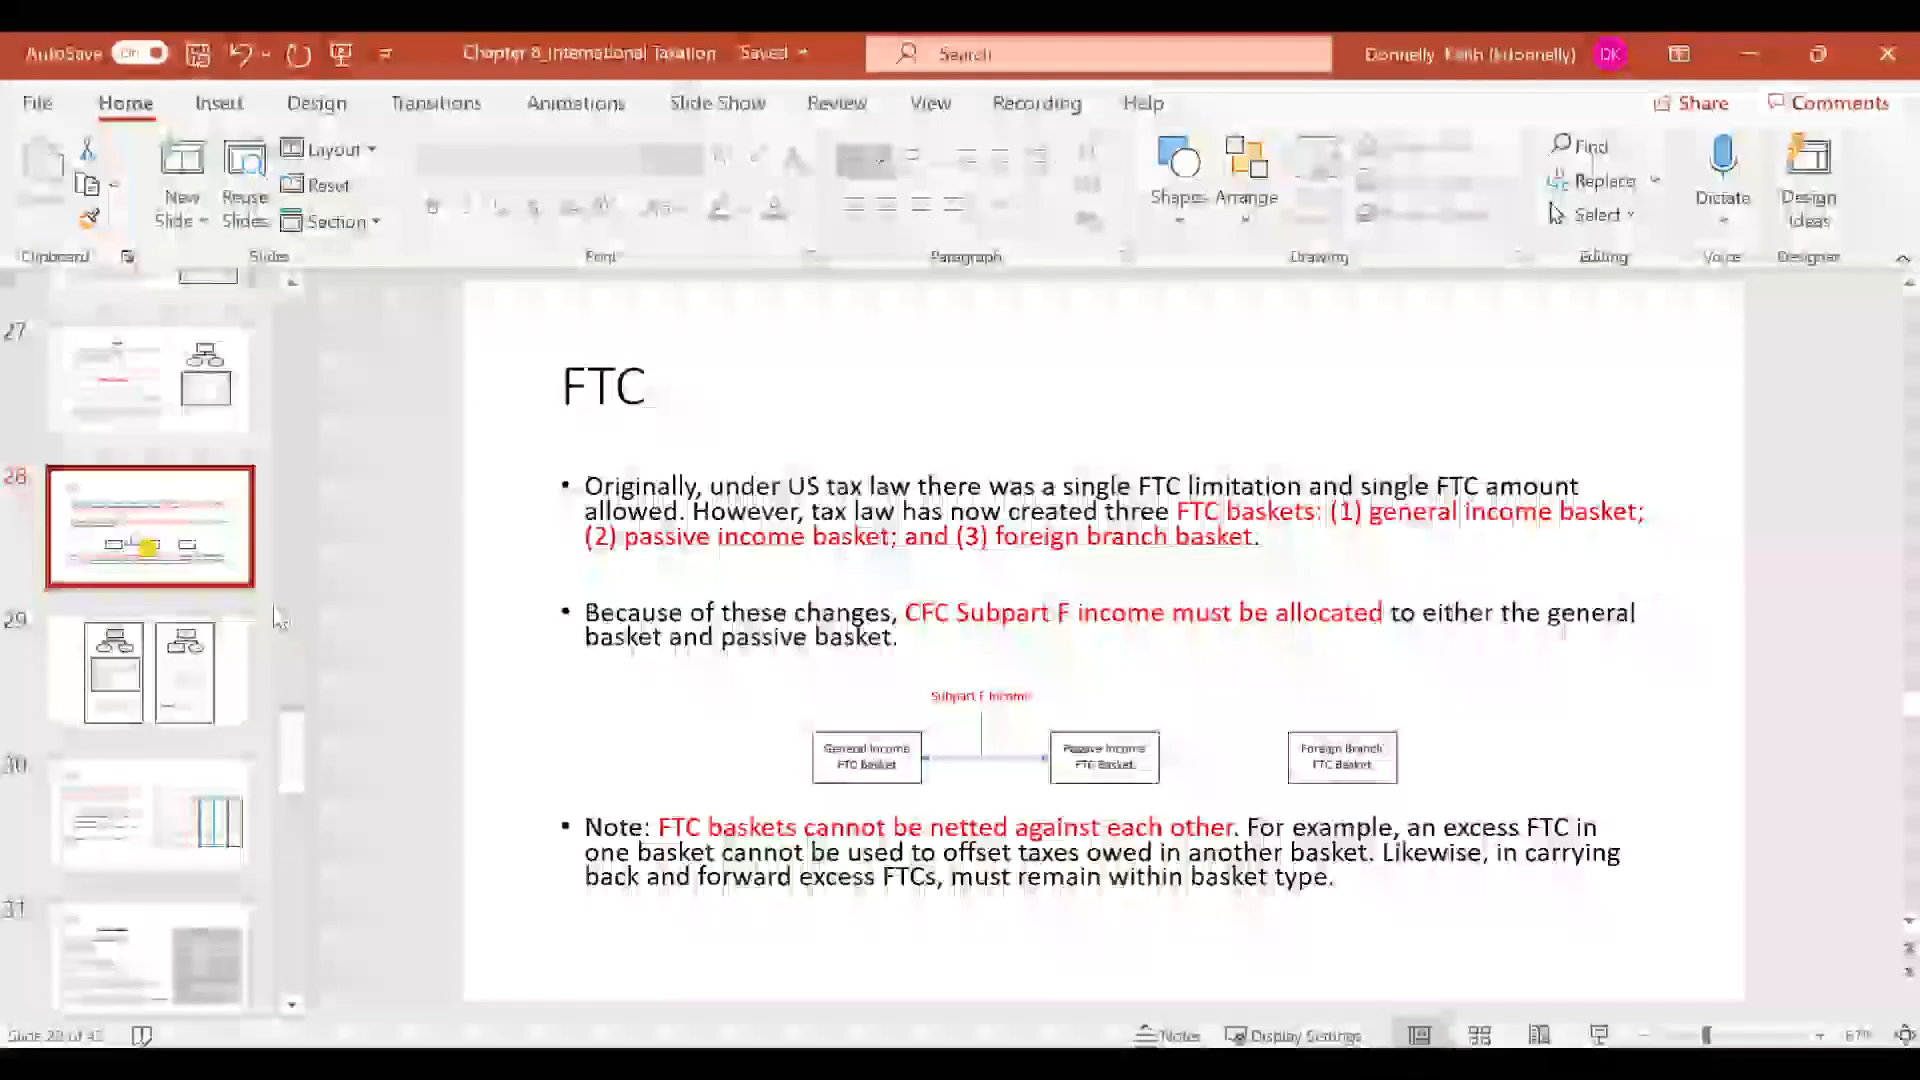 AutoSave On Chapter 8_International Taxation Saved Search Donnelly, Keith (kdonnelly) DK
File Home Insert Design Transitions Animations Slide Show Review View Recording Help Share Comments
New Slide Reuse Slides Layout Reset Section Shapes Arrange Find Replace Select Dictate Design Ideas
Clipboard Slides Font Paragraph Drawing Editing Voice Designer
27
28
29
30
31
FTC
• Originally, under US tax law there was a single FTC limitation and single FTC amount
allowed. However, tax law has now created three FTC baskets: (1) general income basket;
(2) passive income basket; and (3) foreign branch basket.
• Because of these changes, CFC Subpart F income must be allocated to either the general
basket and passive basket.
Subpart F Income
General Income
FTC Basket
Passive Income
FTC Basket
Foreign Branch
FTC Basket
• Note: FTC baskets cannot be netted against each other. For example, an excess FTC in
one basket cannot be used to offset taxes owed in another basket. Likewise, in carrying
back and forward excess FTCs, must remain within basket type.
Notes Display Settings 67%